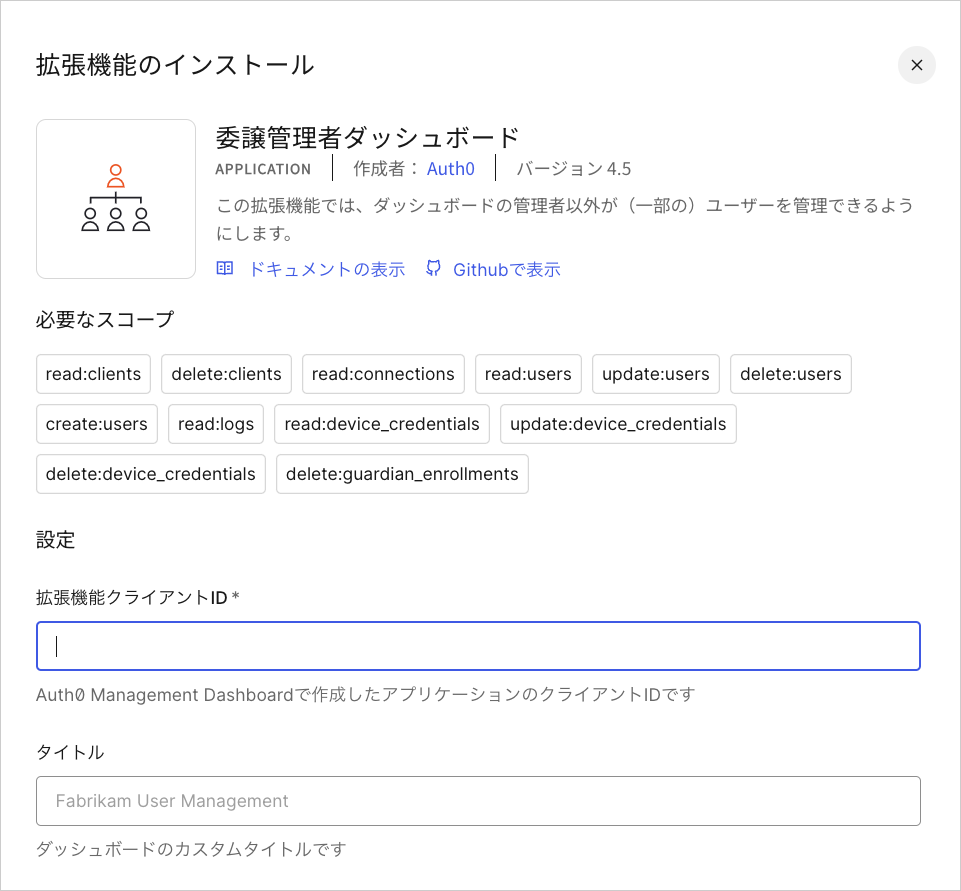 拡張機能のインストール
委譲管理者ダッシュボード
APPLICATION 作成者： Auth0 バージョン 4.5
この拡張機能では、ダッシュボードの管理者以外が（一部の）ユーザーを管理できるよう
にします。
ドキュメントの表示 Githubで表示
必要なスコープ
read:clients delete:clients read:connections read:users update:users delete:users
create:users read:logs read:device_credentials update:device_credentials
delete:device_credentials delete:guardian_enrollments
設定
拡張機能クライアントID *
Auth0 Management Dashboardで作成したアプリケーションのクライアントIDです
タイトル
Fabrikam User Management
ダッシュボードのカスタムタイトルです